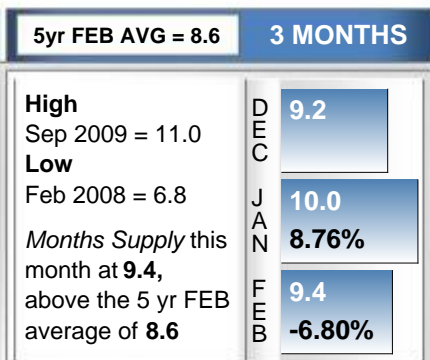 5yr FEB AVG = 8.6
3 MONTHS
High
Sep 2009 = 11.0
Low
Feb 2008 = 6.8
Months Supply this
month at 9.4,
above the 5 yr FEB
average of 8.6
DEC
9.2
JAN
10.0
8.76%
FEB
9.4
-6.80%